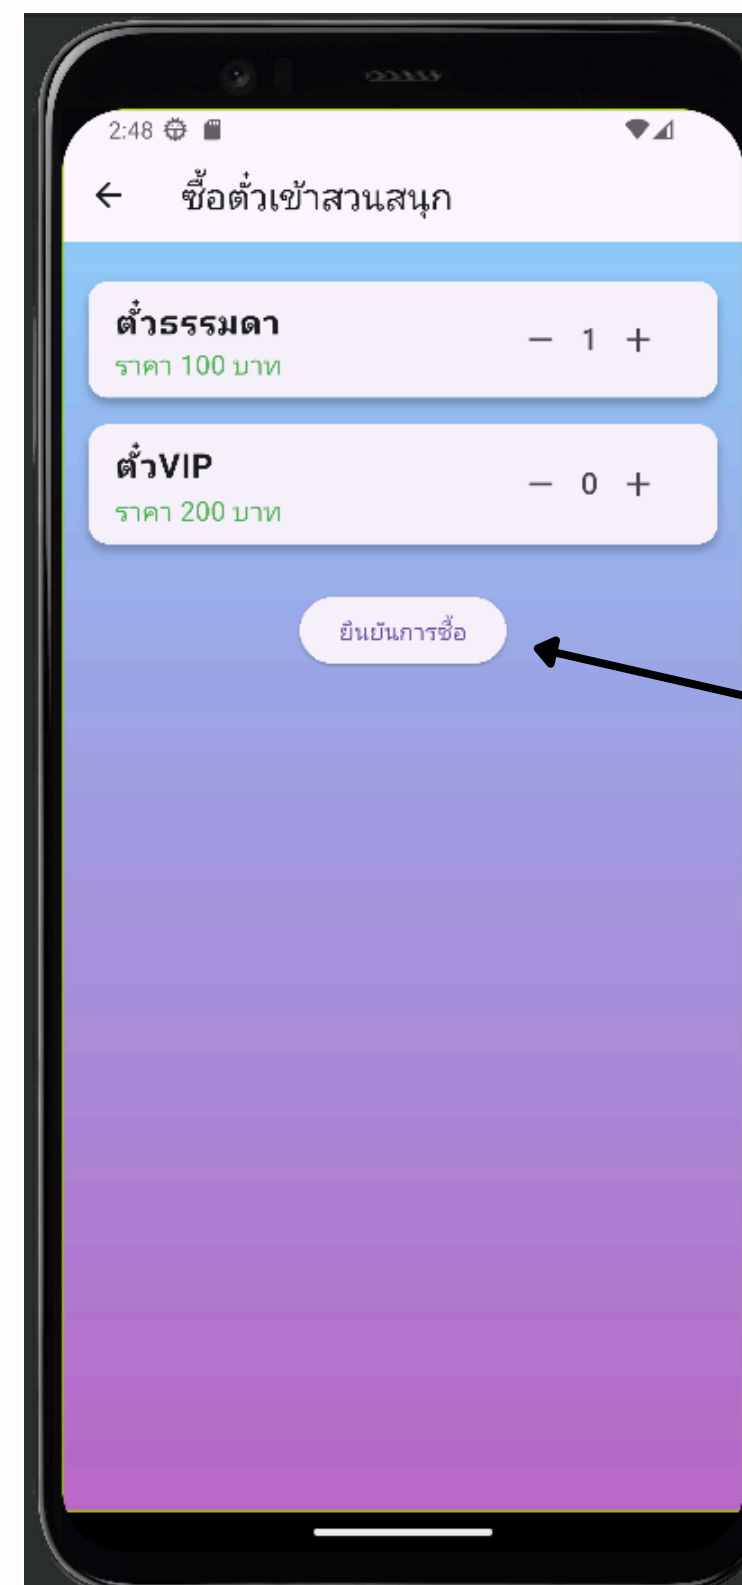 2:48
ซื้อตั๋วเข้าสวนสนุก
ตั๋วธรรมดา
ราคา 100 บาท
− 1 +
ตั๋วVIP
ราคา 200 บาท
− 0 +
ยืนยันการซื้อ